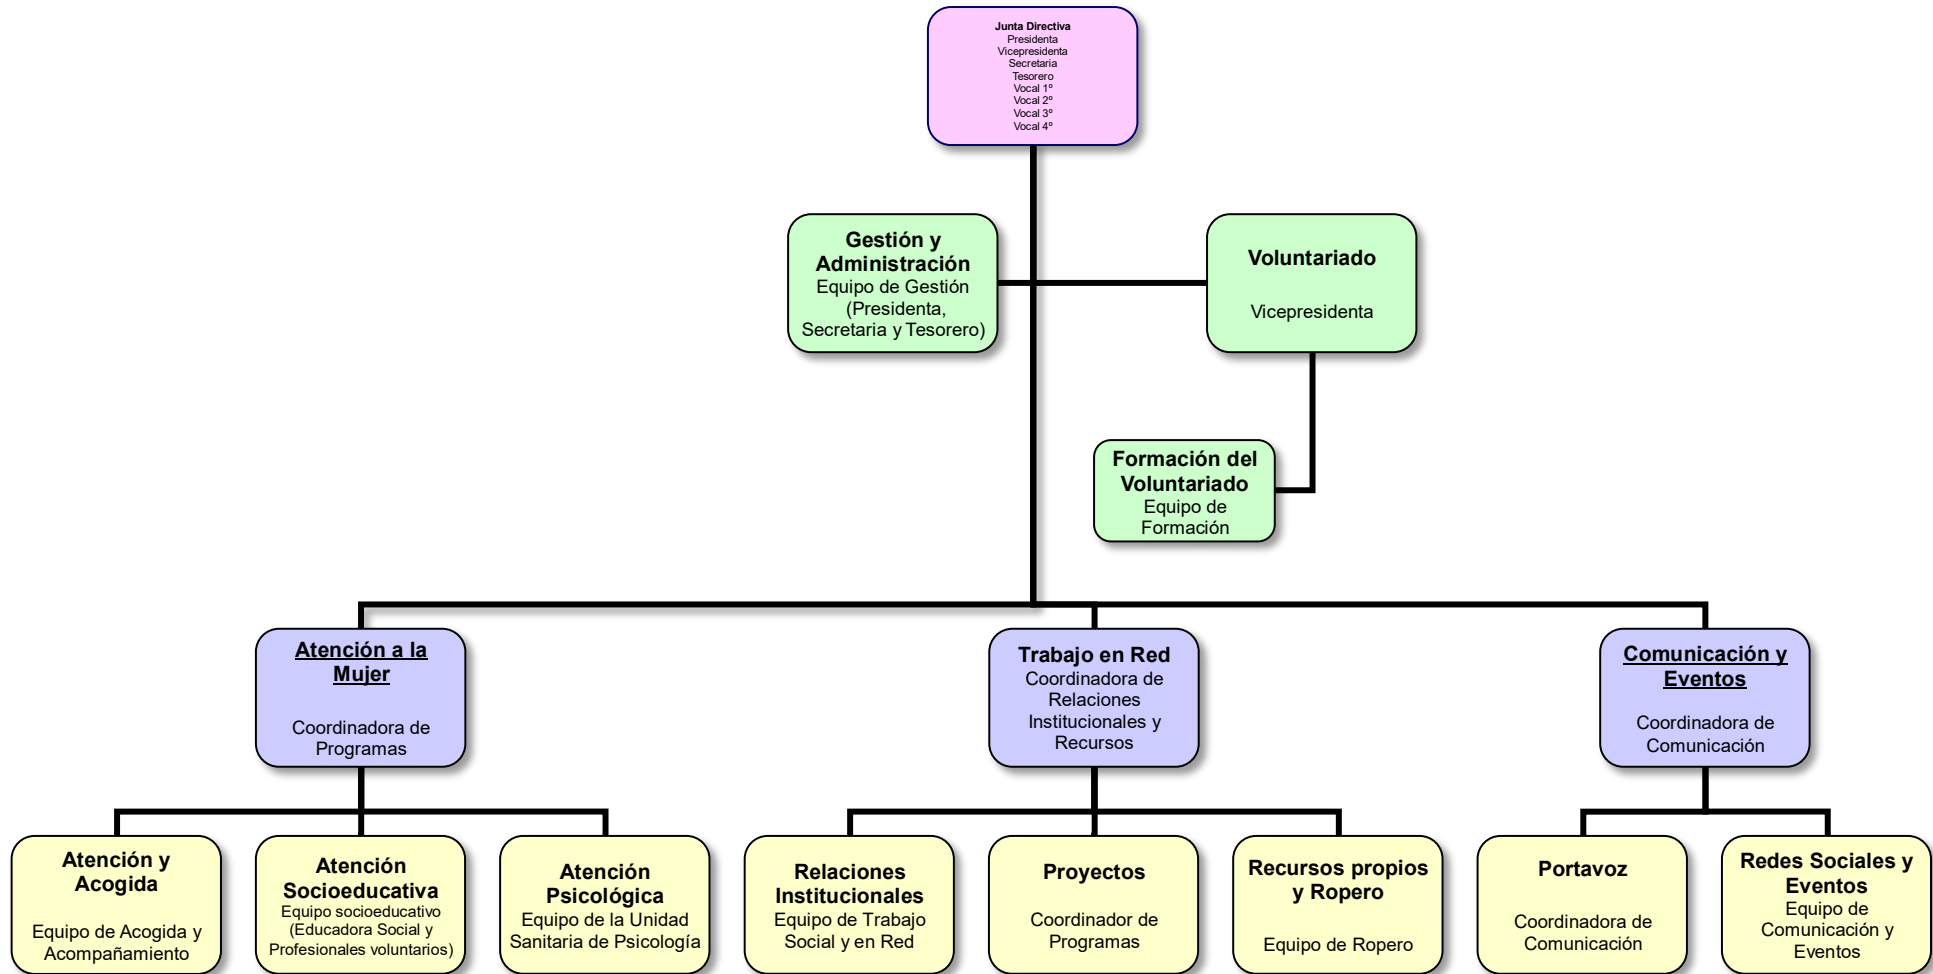 Junta Directiva
Presidenta
Vicepresidenta
Secretaria
Tesorero
Vocal 1º
Vocal 2º
Vocal 3º
Vocal 4º
Gestión y
Administración
Equipo de Gestión
(Presidenta,
Secretaria y Tesorero)
Voluntariado
Vicepresidenta
Formación del
Voluntariado
Equipo de
Formación
Atención a la
Mujer
Coordinadora de
Programas
Trabajo en Red
Coordinadora de
Relaciones
Institucionales y
Recursos
Comunicación y
Eventos
Coordinadora de
Comunicación
Atención y
Acogida
Equipo de Acogida y
Acompañamiento
Atención
Socioeducativa
Equipo socioeducativo
(Educadora Social y
Profesionales voluntarios)
Atención
Psicológica
Equipo de la Unidad
Sanitaria de Psicología
Relaciones
Institucionales
Equipo de Trabajo
Social y en Red
Proyectos
Coordinador de
Programas
Recursos propios
y Ropero
Equipo de Ropero
Portavoz
Coordinadora de
Comunicación
Redes Sociales y
Eventos
Equipo de
Comunicación y
Eventos